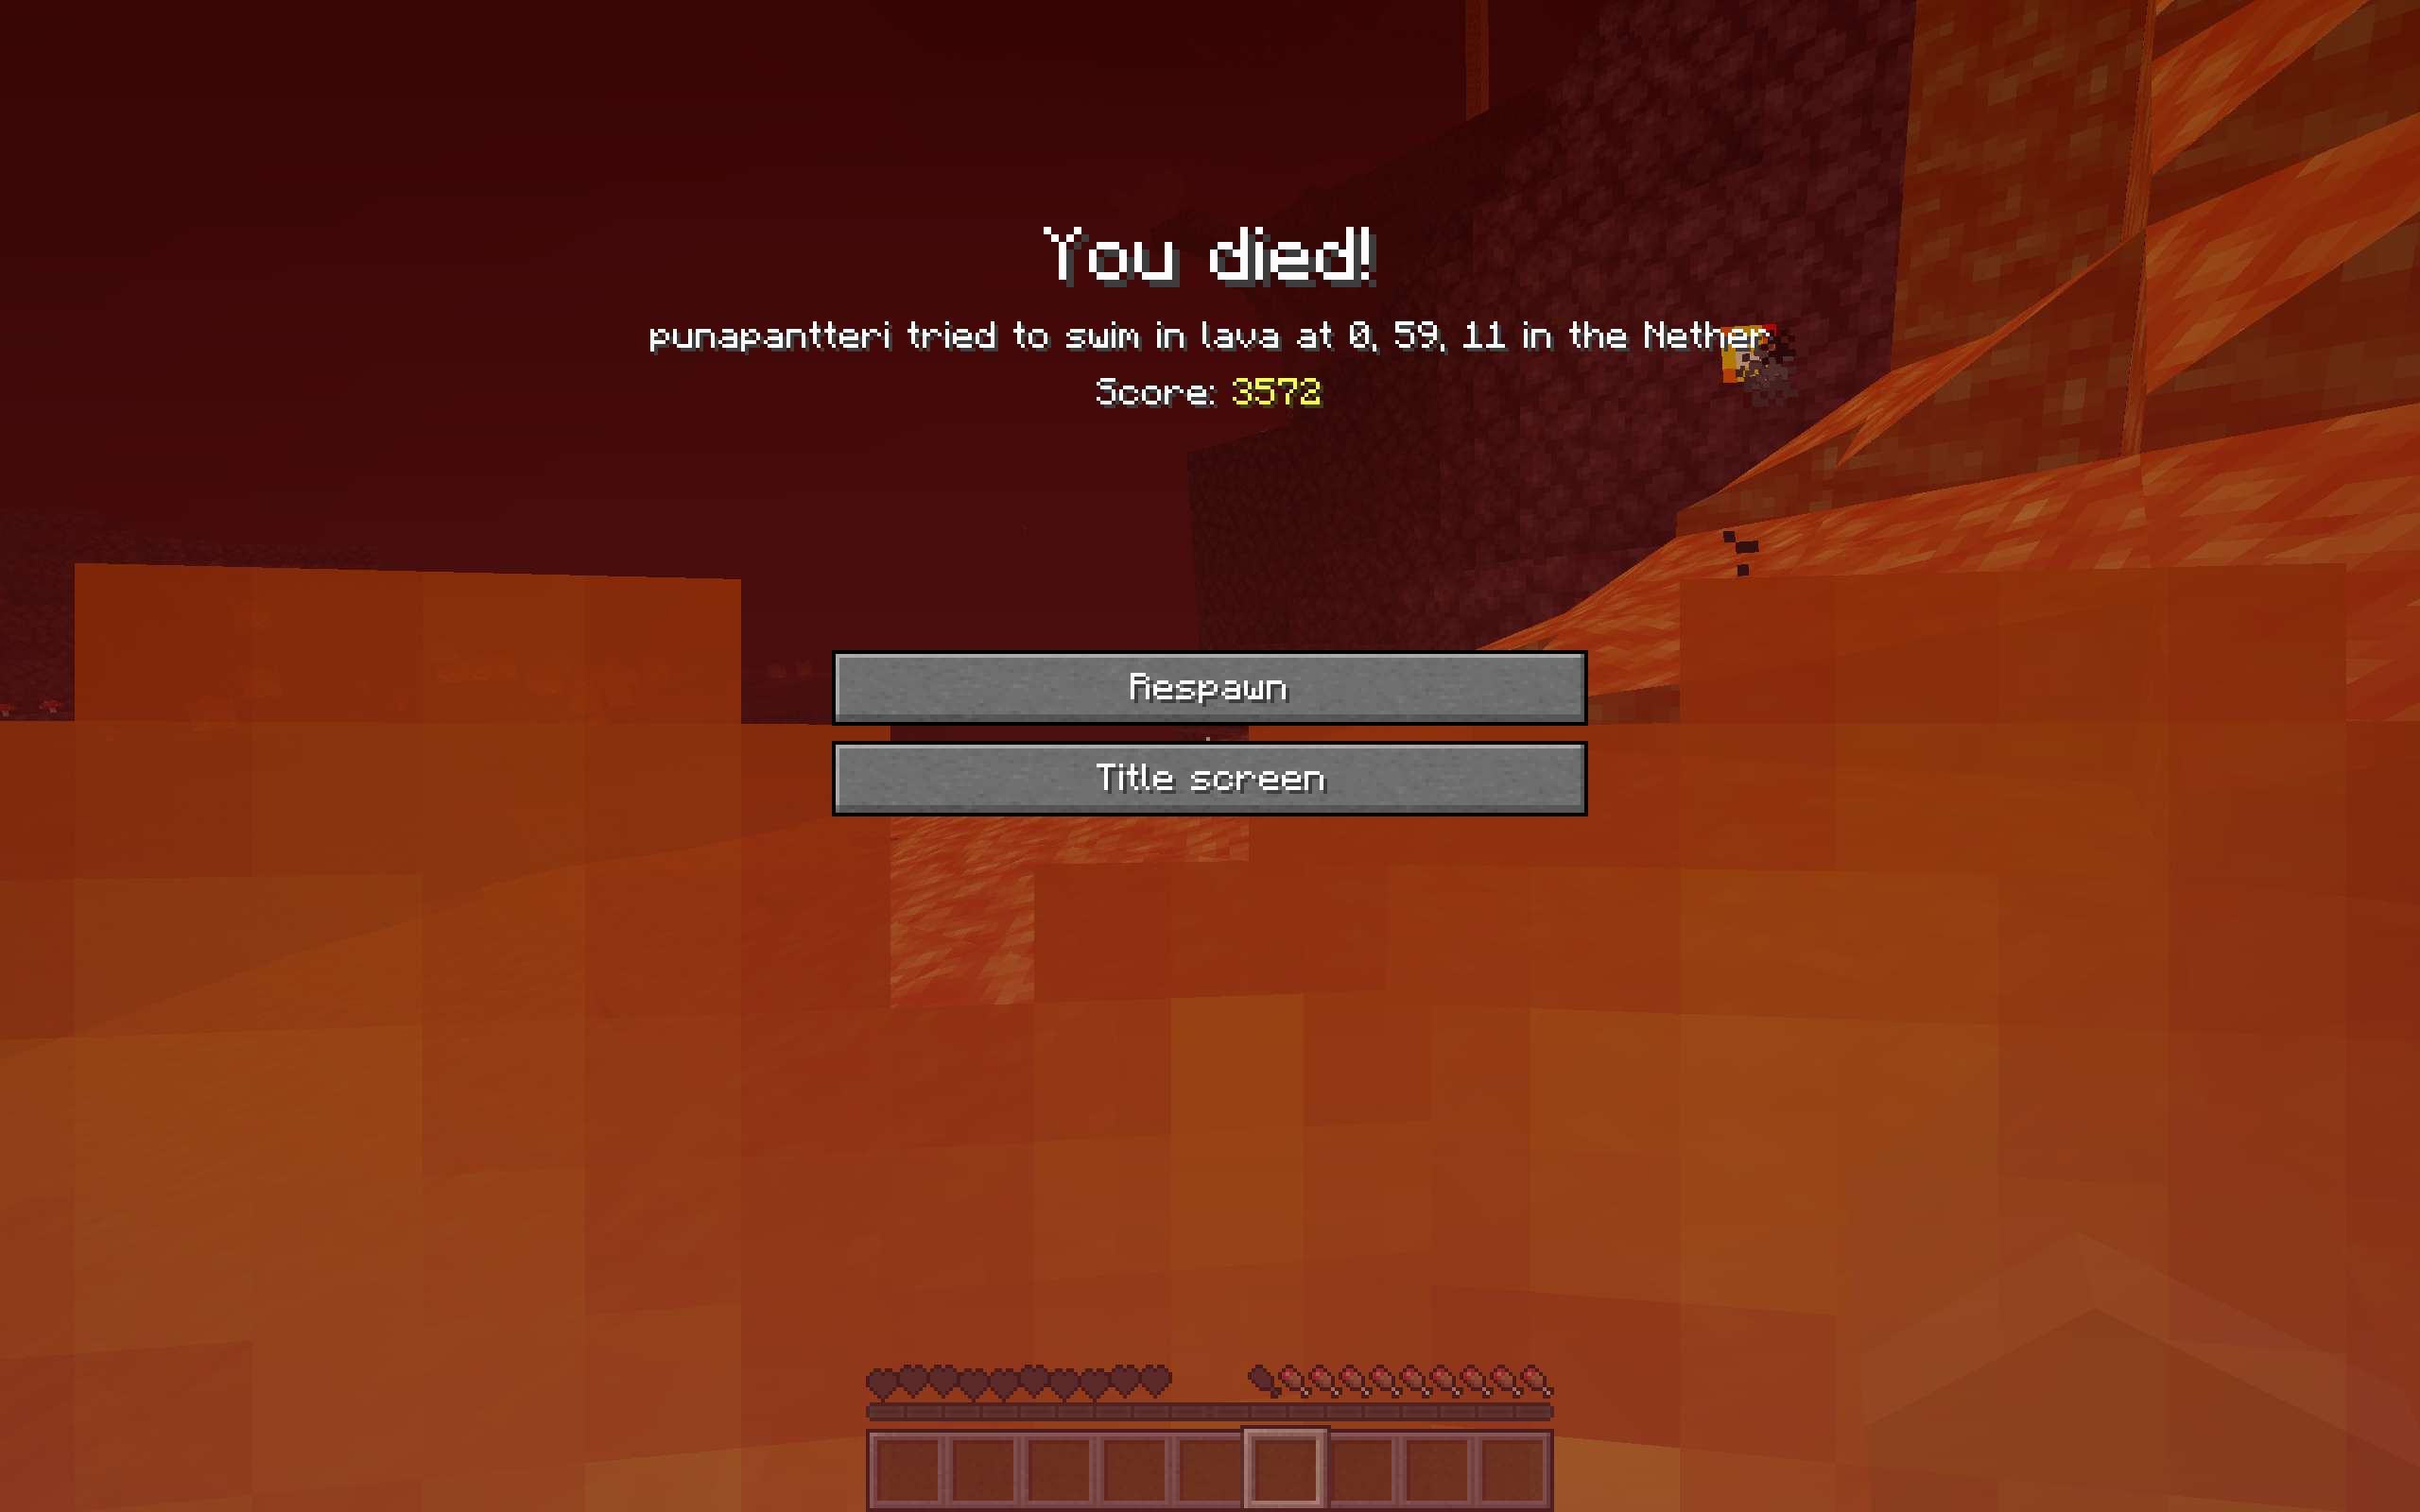 You died!
punapantteri tried to swim in lava at 0, 59, 11 in the Nether
Score: 3572
Respawn
Title screen